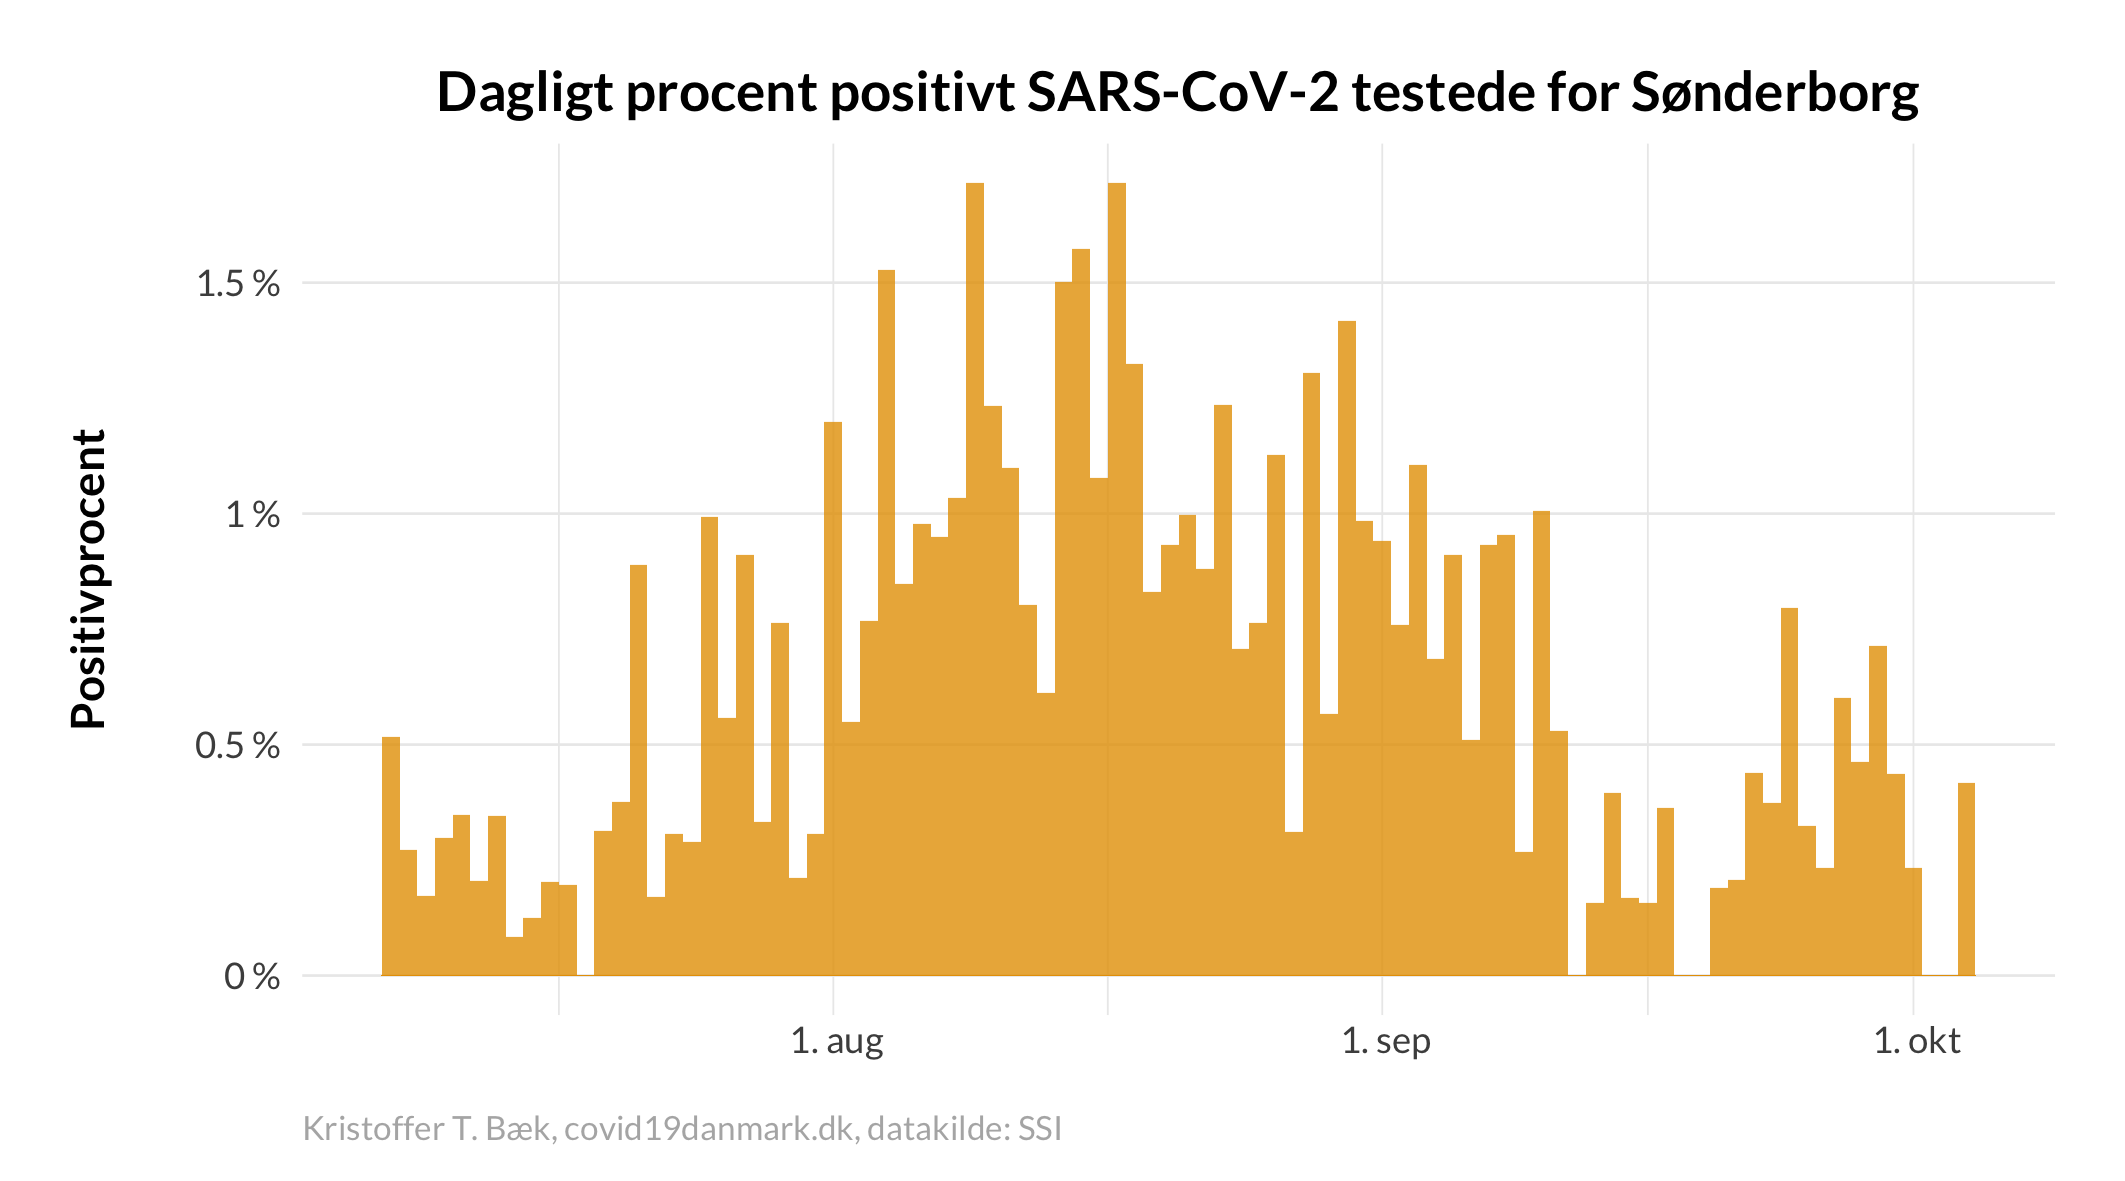 Dagligt procent positivt SARS-CoV-2 testede for Sønderborg
Positivprocent
1.5 %
1 %
0.5 %
0 %
1. aug
1. sep
1. okt
Kristoffer T. Bæk, covid19danmark.dk, datakilde: SSI